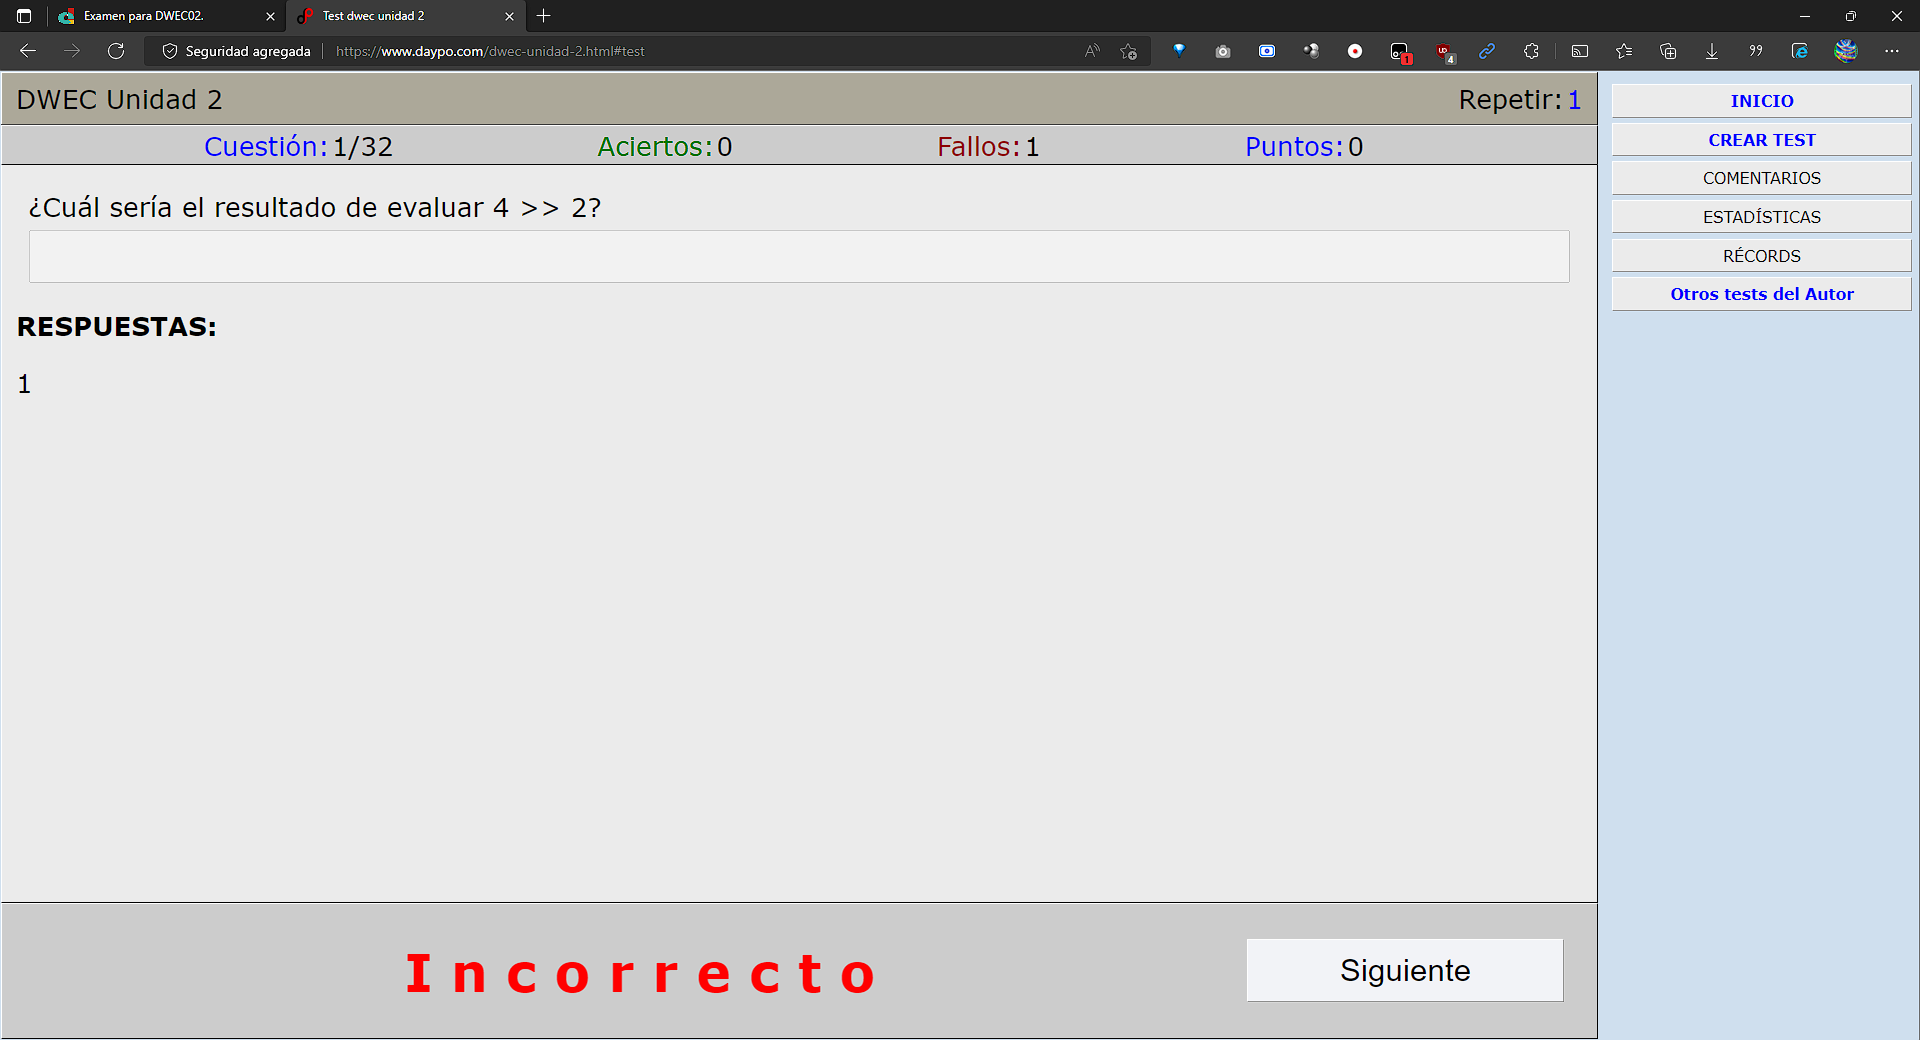 Examen para DWEC02.
Test dwec unidad 2
Seguridad agregada
https://www.daypo.com/dwec-unidad-2.html#test
1
4
DWEC Unidad 2
Repetir: 1
Cuestión: 1/32
Aciertos: 0
Fallos: 1
Puntos: 0
¿Cuál sería el resultado de evaluar 4 >> 2?
RESPUESTAS:
1
Incorrecto
Siguiente
INICIO
CREAR TEST
COMENTARIOS
ESTADÍSTICAS
RÉCORDS
Otros tests del Autor